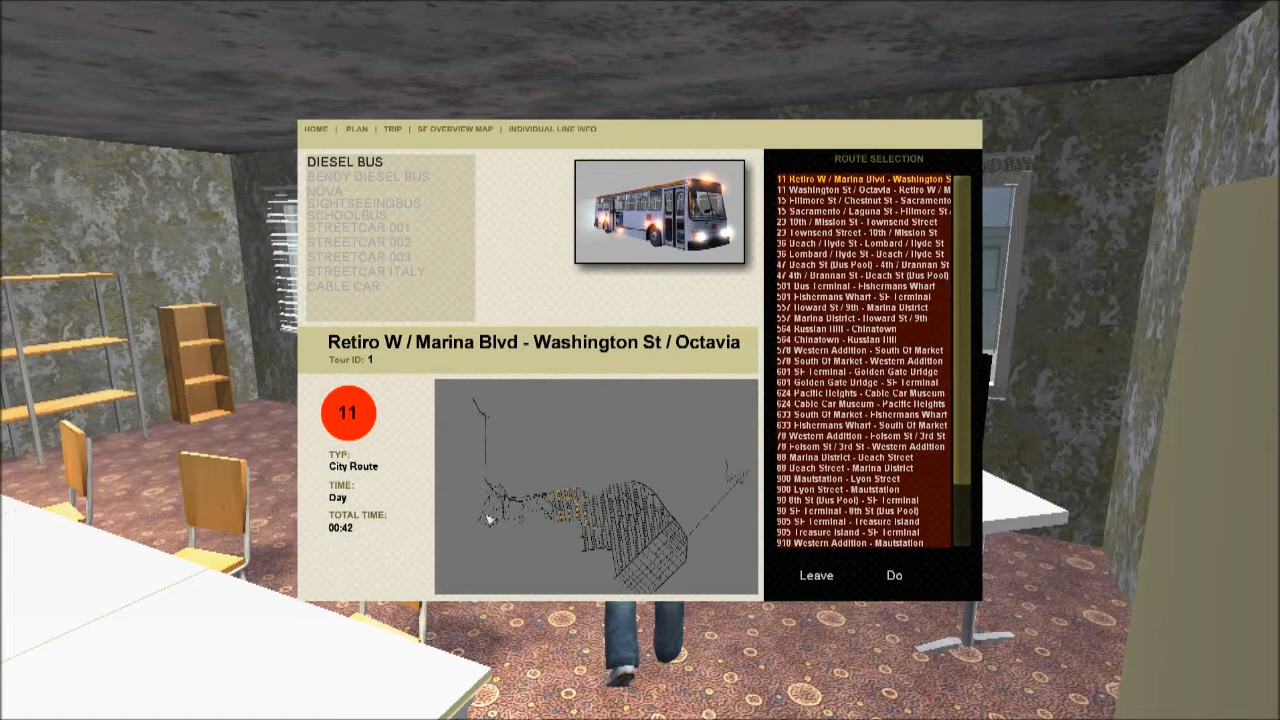 HOME | PLAN | TRIP | SF OVERVIEW MAP | INDIVIDUAL LINE INFO
DIESEL BUS
BENDY DIESEL BUS
NOVA
SIGHTSEEINGBUS
SCHOOLBUS
STREETCAR 001
STREETCAR 002
STREETCAR 003
STREETCAR ITALY
CABLE CAR
Retiro W / Marina Blvd - Washington St / Octavia
Tour ID: 1
11
TYP:
City Route
TIME:
Day
TOTAL TIME:
00:42
ROUTE SELECTION
11 Retiro W / Marina Blvd - Washington S
11 Washington St / Octavia - Retiro W / M
15 Fillmore St / Chestnut St - Sacramento
15 Sacramento / Laguna St - Fillmore St /
23 10th / Mission St - Townsend Street
23 Townsend Street - 10th / Mission St
36 Beach / Hyde St - Lombard / Hyde St
36 Lombard / Hyde St - Beach / Hyde St
47 Beach St (Bus Pool) - 4th / Brannan St
47 4th / Brannan St - Beach St (Bus Pool)
501 Bus Terminal - Fishermans Wharf
501 Fishermans Wharf - SF Terminal
557 Howard St / 9th - Marina District
557 Marina District - Howard St / 9th
564 Russian Hill - Chinatown
564 Chinatown - Russian Hill
578 Western Addition - South Of Market
578 South Of Market - Western Addition
601 SF Terminal - Golden Gate Bridge
601 Golden Gate Bridge - SF Terminal
624 Pacific Heights - Cable Car Museum
624 Cable Car Museum - Pacific Heights
633 South Of Market - Fishermans Wharf
633 Fishermans Wharf - South Of Market
78 Western Addition - Folsom St / 3rd St
78 Folsom St / 3rd St - Western Addition
88 Marina District - Beach Street
88 Beach Street - Marina District
900 Mautstation - Lyon Street
900 Lyon Street - Mautstation
90 8th St (Bus Pool) - SF Terminal
90 SF Terminal - 8th St (Bus Pool)
905 SF Terminal - Treasure Island
905 Treasure Island - SF Terminal
910 Western Addition - Mautstation
Leave
Do